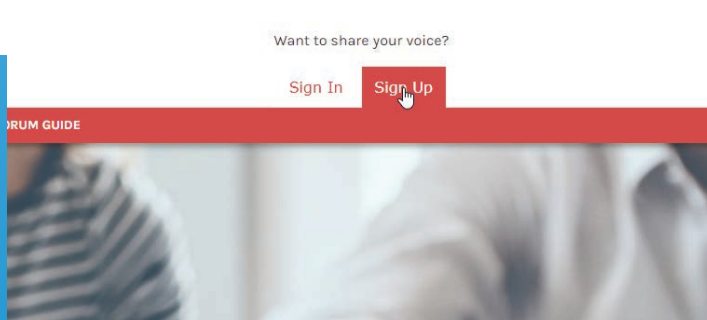 Want to share your voice?
Sign In
Sign Up
ORUM GUIDE